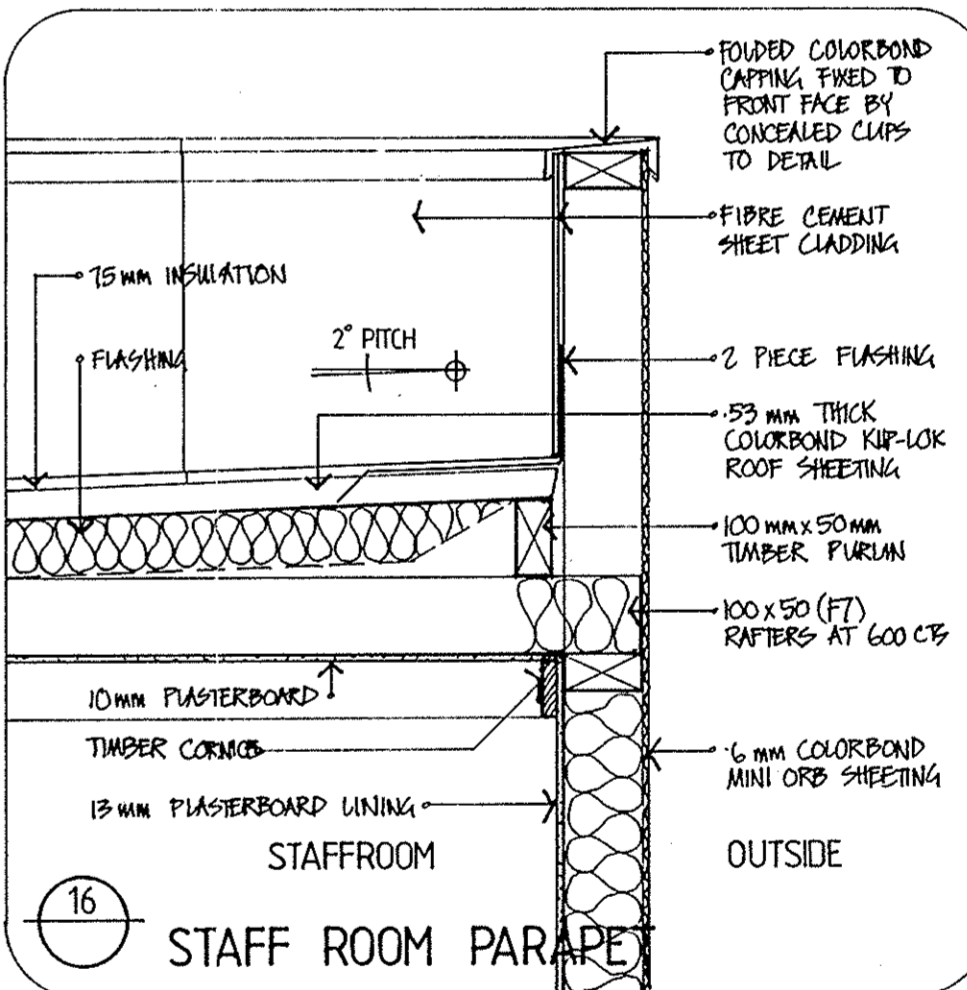 FOLDED COLORBOND
CAPPING FIXED TO
FRONT FACE BY
CONCEALED CLIPS
TO DETAIL
FIBRE CEMENT
SHEET CLADDING
75 mm INSULATION
2° PITCH
FLASHING
2 PIECE FLASHING
.53 mm THICK
COLORBOND KLIP-LOK
ROOF SHEETING
100 mm x 50 mm
TIMBER PURLIN
100 x 50 (F7)
RAFTERS AT 600 CTS
10 mm PLASTERBOARD
TIMBER CORNICE
.6 mm COLORBOND
MINI ORB SHEETING
13 mm PLASTERBOARD LINING
STAFFROOM
OUTSIDE
16
STAFF ROOM PARAPE